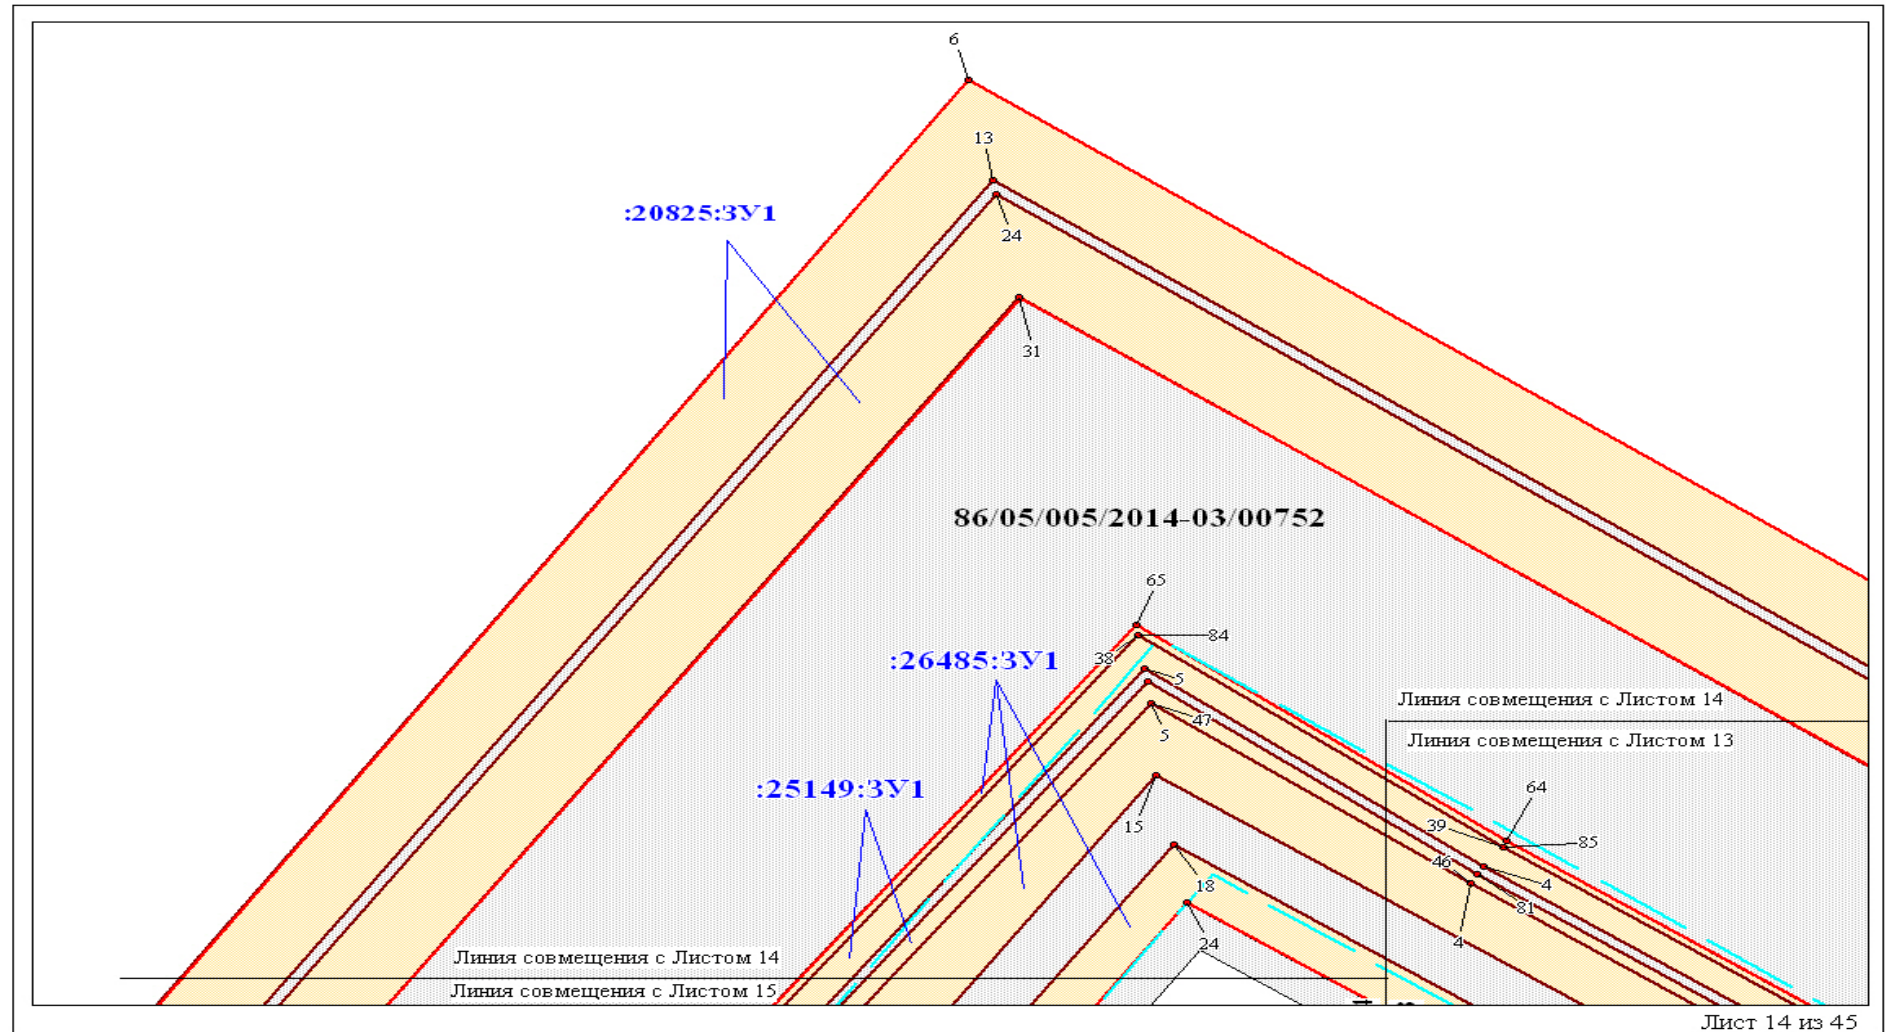 6
13
:20825:ЗУ1
24
31
86/05/005/2014-03/00752
65
84
38
:26485:ЗУ1
5
Линия совмещения с Листом 14
47
5
Линия совмещения с Листом 13
:25149:ЗУ1
64
15
39
85
46
18
4
81
24
4
Линия совмещения с Листом 14
Линия совмещения с Листом 15
Лист 14 из 45